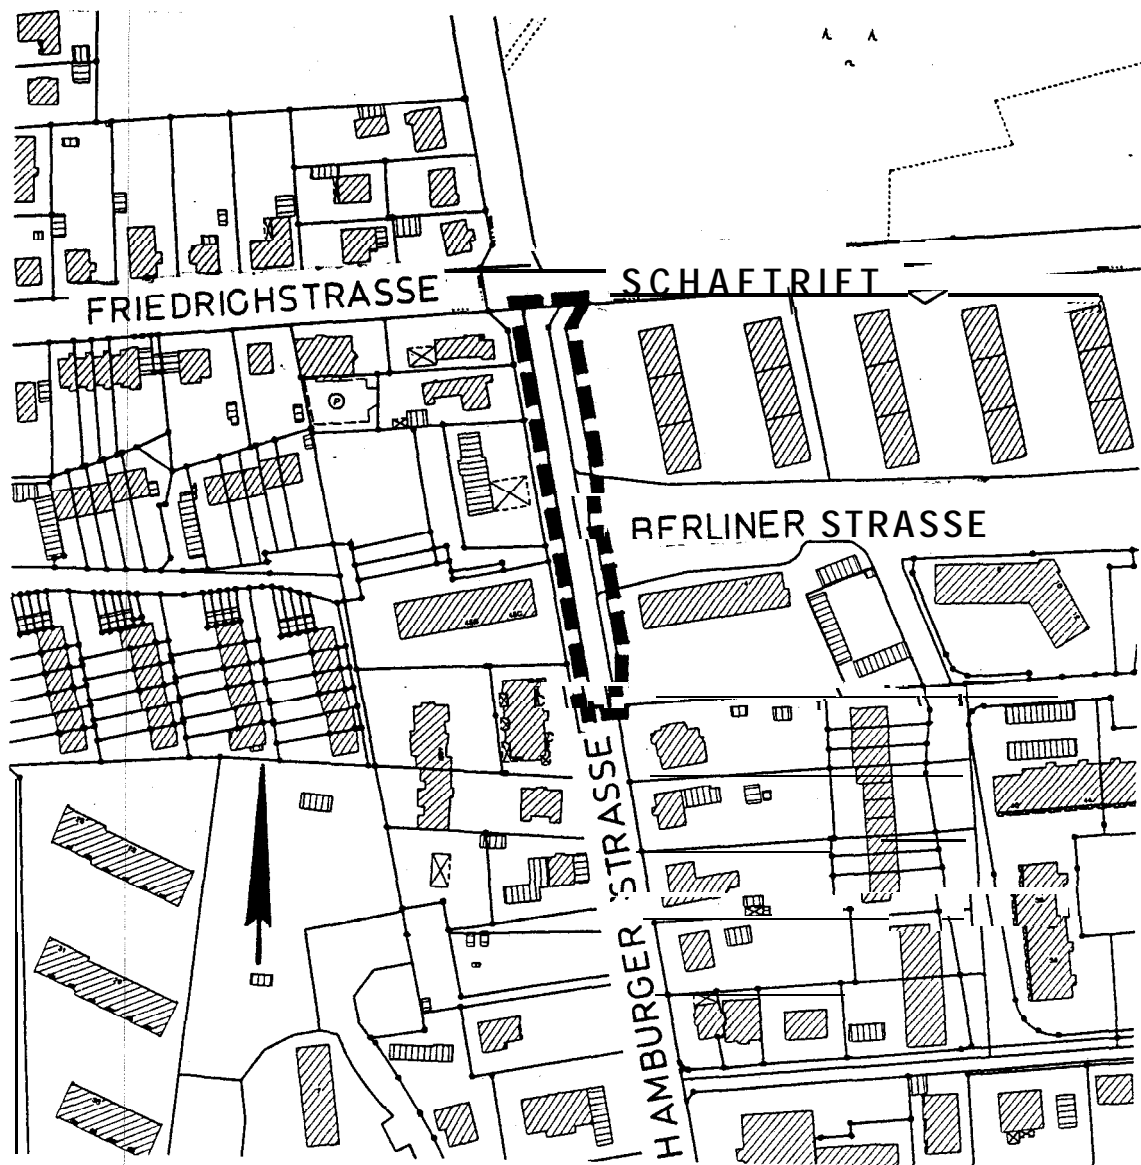 SCHAFTRIFT
FRIEDRICHSTRASSE
P
BERLINER STRASSE
HAMBURGER STRASSE